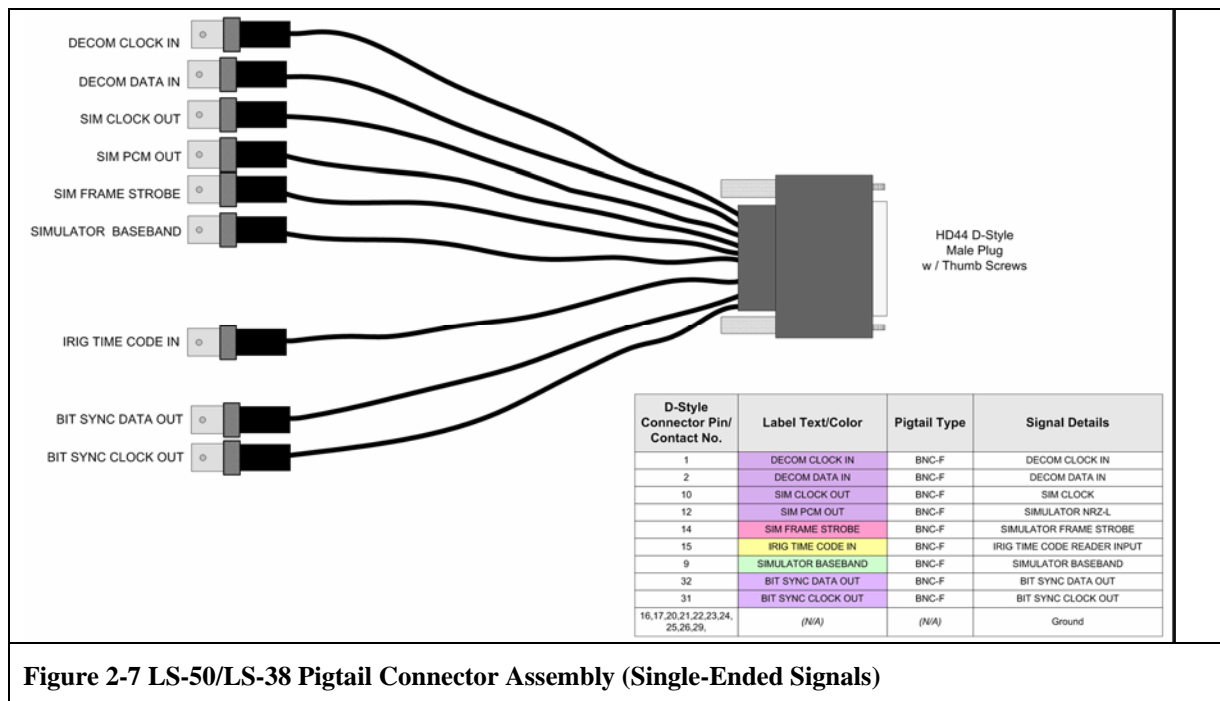 DECOM CLOCK IN
DECOM DATA IN
SIM CLOCK OUT
SIM PCM OUT
SIM FRAME STROBE
SIMULATOR BASEBAND
IRIG TIME CODE IN
BIT SYNC DATA OUT
BIT SYNC CLOCK OUT
HD44 D-Style
Male Plug
w / Thumb Screws
D-Style
Connector Pin/
Contact No. Label Text/Color Pigtail Type Signal Details
1 DECOM CLOCK IN BNC-F DECOM CLOCK IN
2 DECOM DATA IN BNC-F DECOM DATA IN
10 SIM CLOCK OUT BNC-F SIM CLOCK
12 SIM PCM OUT BNC-F SIMULATOR NRZ-L
14 SIM FRAME STROBE BNC-F SIMULATOR FRAME STROBE
15 IRIG TIME CODE IN BNC-F IRIG TIME CODE READER INPUT
9 SIMULATOR BASEBAND BNC-F SIMULATOR BASEBAND
32 BIT SYNC DATA OUT BNC-F BIT SYNC DATA OUT
31 BIT SYNC CLOCK OUT BNC-F BIT SYNC CLOCK OUT
16,17,20,21,22,23,24,
25,26,29, (N/A) (N/A) Ground
Figure 2-7 LS-50/LS-38 Pigtail Connector Assembly (Single-Ended Signals)